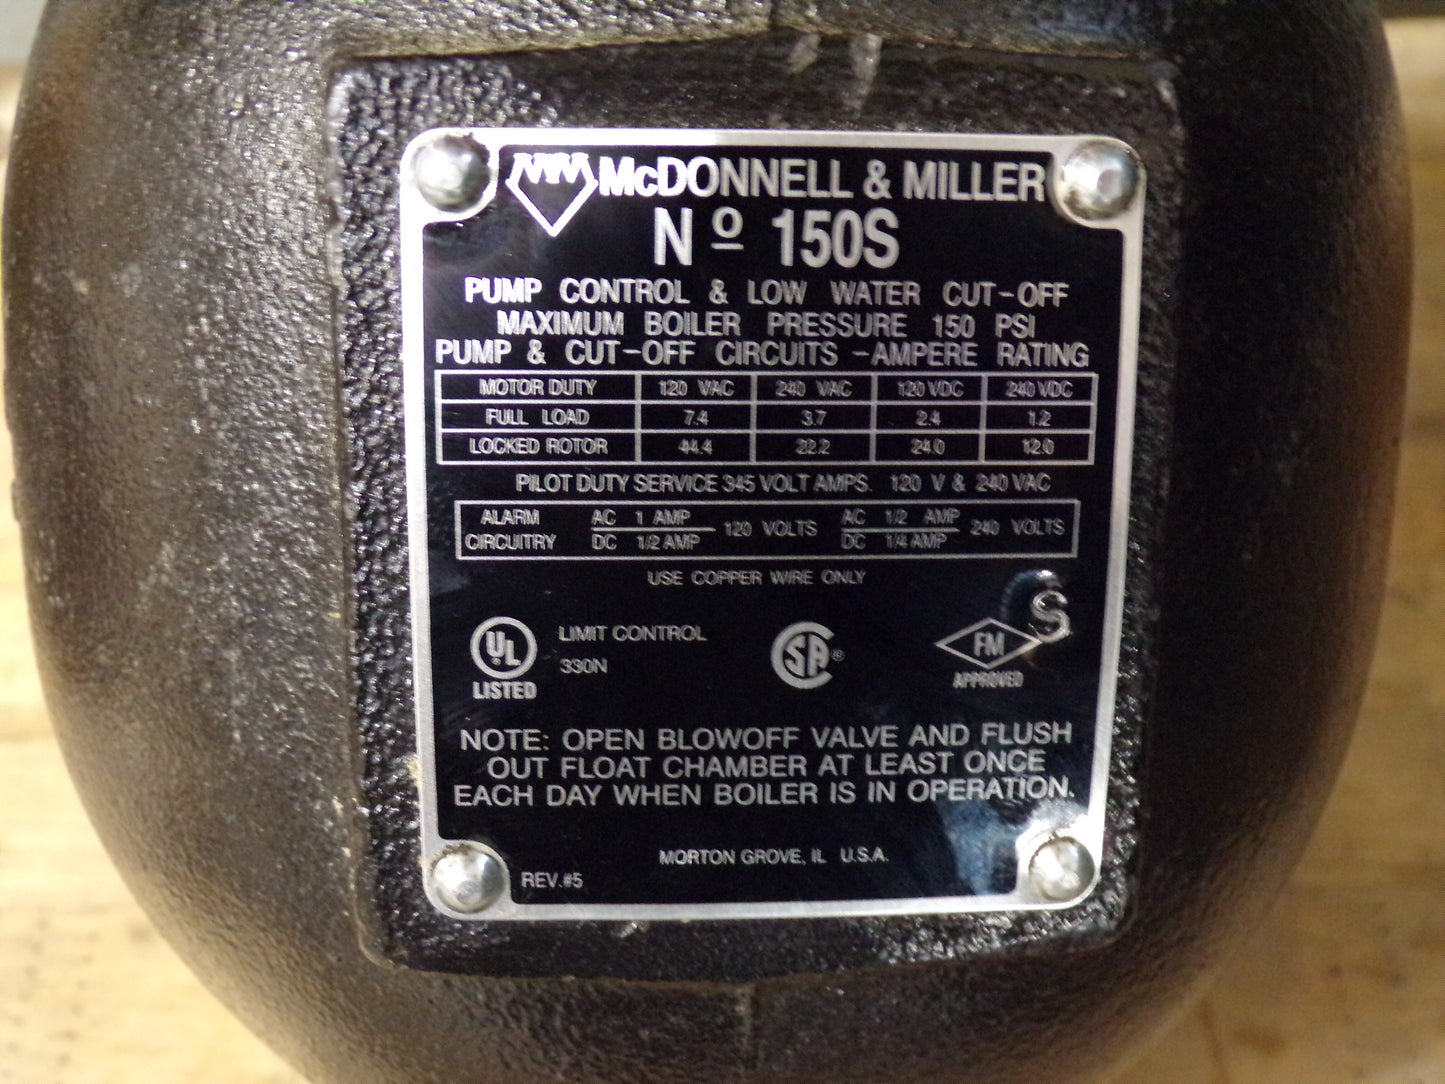 MM McDONNELL & MILLER
Nº 150S
PUMP CONTROL & LOW WATER CUT-OFF
MAXIMUM BOILER PRESSURE 150 PSI
PUMP & CUT-OFF CIRCUITS -AMPERE RATING
MOTOR DUTY 120 VAC 240 VAC 120 VDC 240 VDC
FULL LOAD 7.4 3.7 2.4 1.2
LOCKED ROTOR 44.4 22.2 24.0 12.0
PILOT DUTY SERVICE 345 VOLT AMPS. 120 V & 240 VAC
ALARM CIRCUITRY
AC 1 AMP
DC 1/2 AMP
120 VOLTS
AC 1/2 AMP
DC 1/4 AMP
240 VOLTS
USE COPPER WIRE ONLY
S
UL LISTED
LIMIT CONTROL
330N
SA®
FM APPROVED
NOTE: OPEN BLOWOFF VALVE AND FLUSH
OUT FLOAT CHAMBER AT LEAST ONCE
EACH DAY WHEN BOILER IS IN OPERATION.
MORTON GROVE, IL U.S.A.
REV.#5